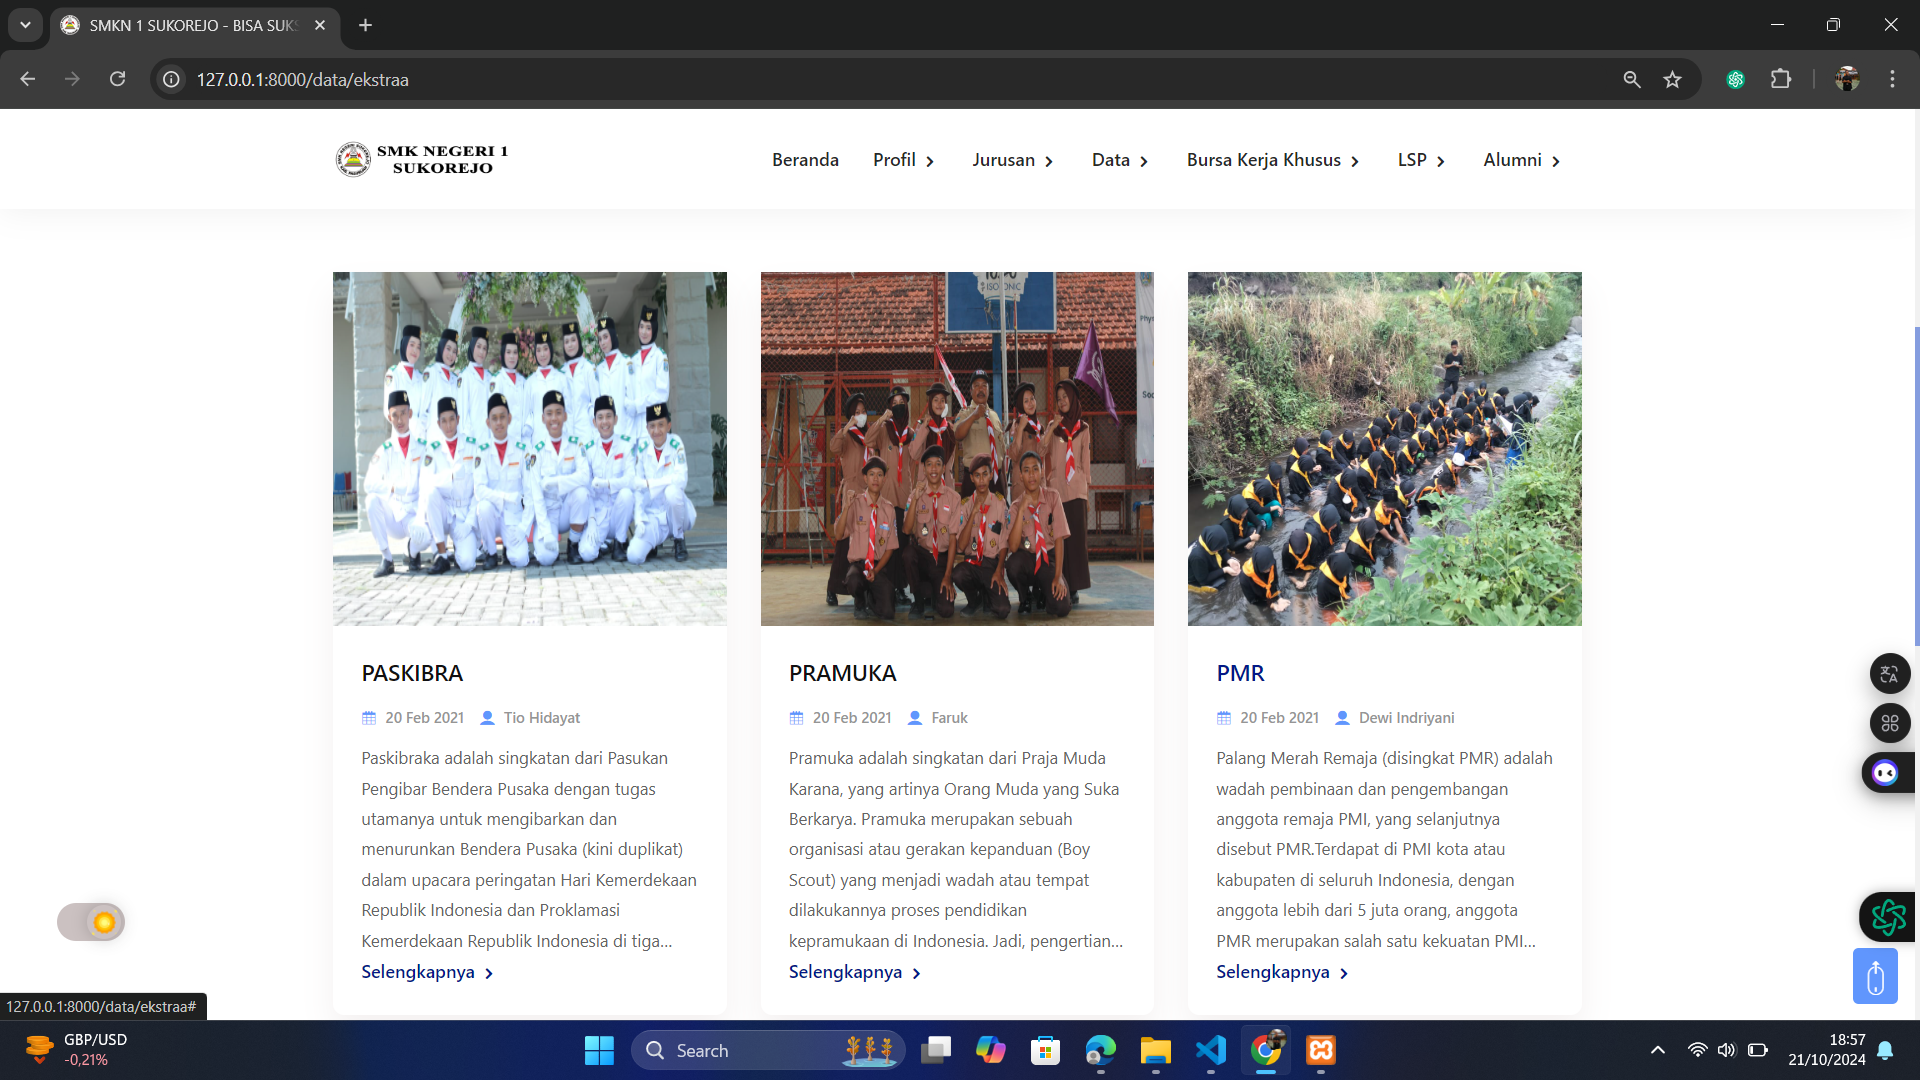 SMKN 1 SUKOREJO - BISA SUKS
127.0.0.1:8000/data/ekstraa
SMK NEGERI 1
SUKOREJO
Beranda
Profil
Jurusan
Data
Bursa Kerja Khusus
LSP
Alumni
PASKIBRA
20 Feb 2021 Tio Hidayat
Paskibraka adalah singkatan dari Pasukan
Pengibar Bendera Pusaka dengan tugas
utamanya untuk mengibarkan dan
menurunkan Bendera Pusaka (kini duplikat)
dalam upacara peringatan Hari Kemerdekaan
Republik Indonesia dan Proklamasi
Kemerdekaan Republik Indonesia di tiga...
Selengkapnya
PRAMUKA
20 Feb 2021 Faruk
Pramuka adalah singkatan dari Praja Muda
Karana, yang artinya Orang Muda yang Suka
Berkarya. Pramuka merupakan sebuah
organisasi atau gerakan kepanduan (Boy
Scout) yang menjadi wadah atau tempat
dilakukannya proses pendidikan
kepramukaan di Indonesia. Jadi, pengertian...
Selengkapnya
PMR
20 Feb 2021 Dewi Indriyani
Palang Merah Remaja (disingkat PMR) adalah
wadah pembinaan dan pengembangan
anggota remaja PMI, yang selanjutnya
disebut PMR.Terdapat di PMI kota atau
kabupaten di seluruh Indonesia, dengan
anggota lebih dari 5 juta orang, anggota
PMR merupakan salah satu kekuatan PMI...
Selengkapnya
127.0.0.1:8000/data/ekstraa#
GBP/USD
-0,21%
Search
18:57
21/10/2024